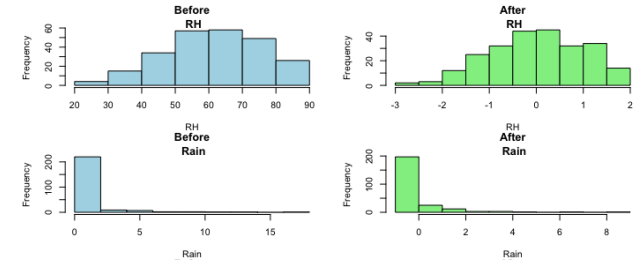 Before
RH
After
RH
Frequency
0 20 40 60
20 30 40 50 60 70 80 90
RH
Frequency
0 20 40
-3 -2 -1 0 1 2
RH
Before
Rain
After
Rain
Frequency
0 100 200
0 5 10 15
Rain
Frequency
0 100 200
0 2 4 6 8
Rain